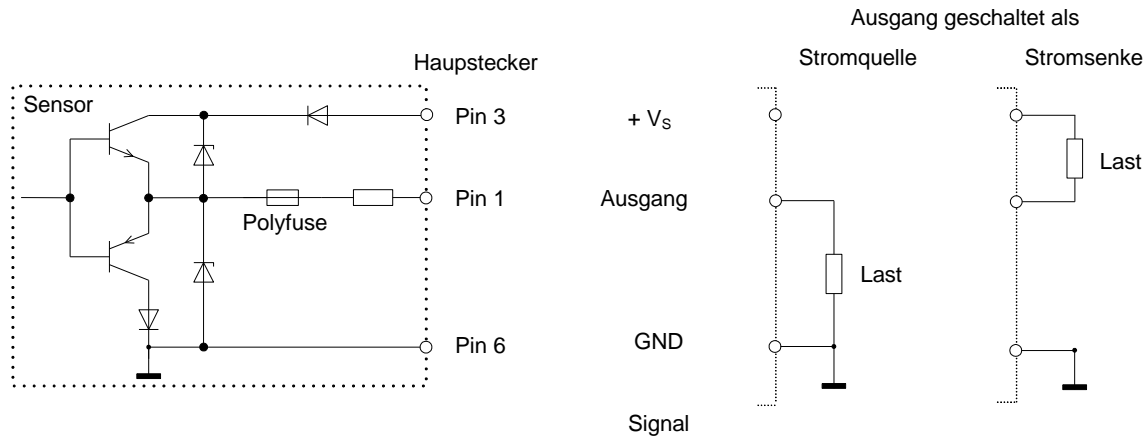 Ausgang geschaltet als
Haupstecker
Stromquelle
Stromsenke
Sensor
Pin 3
+ Vs
Last
Pin 1
Ausgang
Polyfuse
Last
Pin 6
GND
Signal